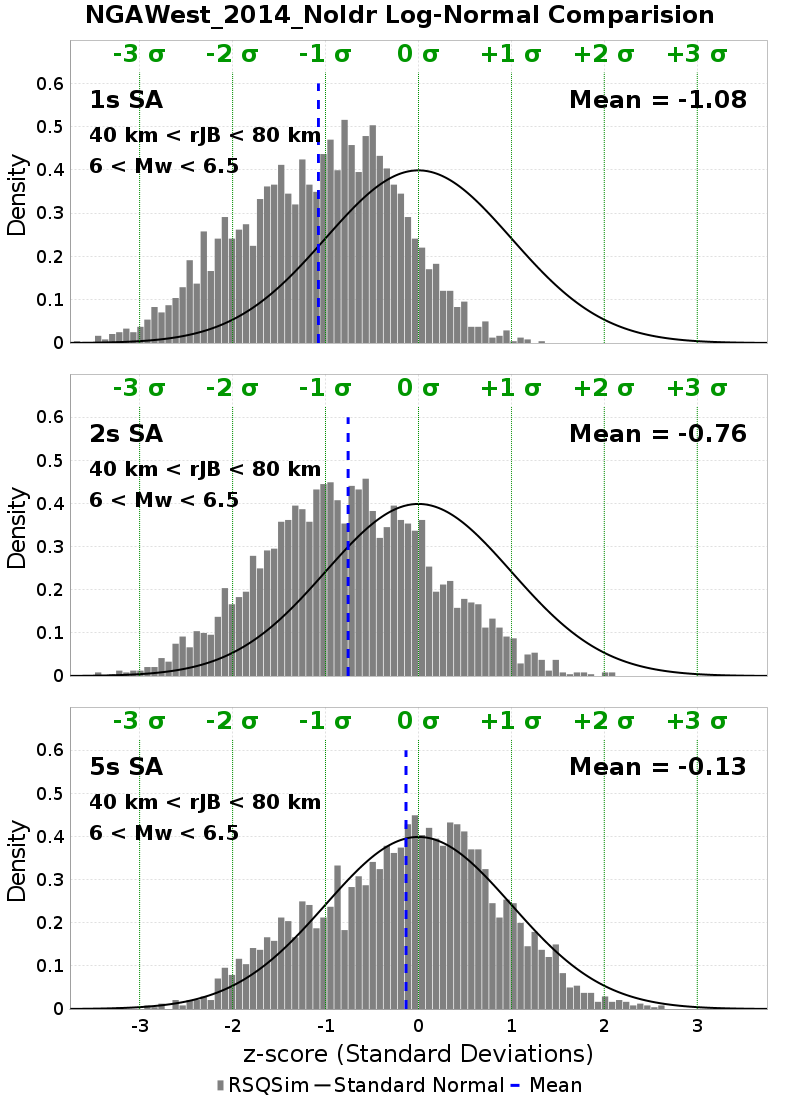 NGAWest_2014_NoIdr Log-Normal Comparision
-3 σ -2 σ -1 σ 0 σ +1 σ +2 σ +3 σ
0.6
1s SA Mean = -1.08
0.5
40 km < rJB < 80 km
6 < Mw < 6.5
0.4
0.3
0.2
0.1
0
Density
-3 σ -2 σ -1 σ 0 σ +1 σ +2 σ +3 σ
0.6
2s SA Mean = -0.76
0.5
40 km < rJB < 80 km
6 < Mw < 6.5
0.4
0.3
0.2
0.1
0
Density
-3 σ -2 σ -1 σ 0 σ +1 σ +2 σ +3 σ
0.6
5s SA Mean = -0.13
0.5
40 km < rJB < 80 km
6 < Mw < 6.5
0.4
0.3
0.2
0.1
0
Density
-3 -2 -1 0 1 2 3
z-score (Standard Deviations)
RSQSim Standard Normal Mean